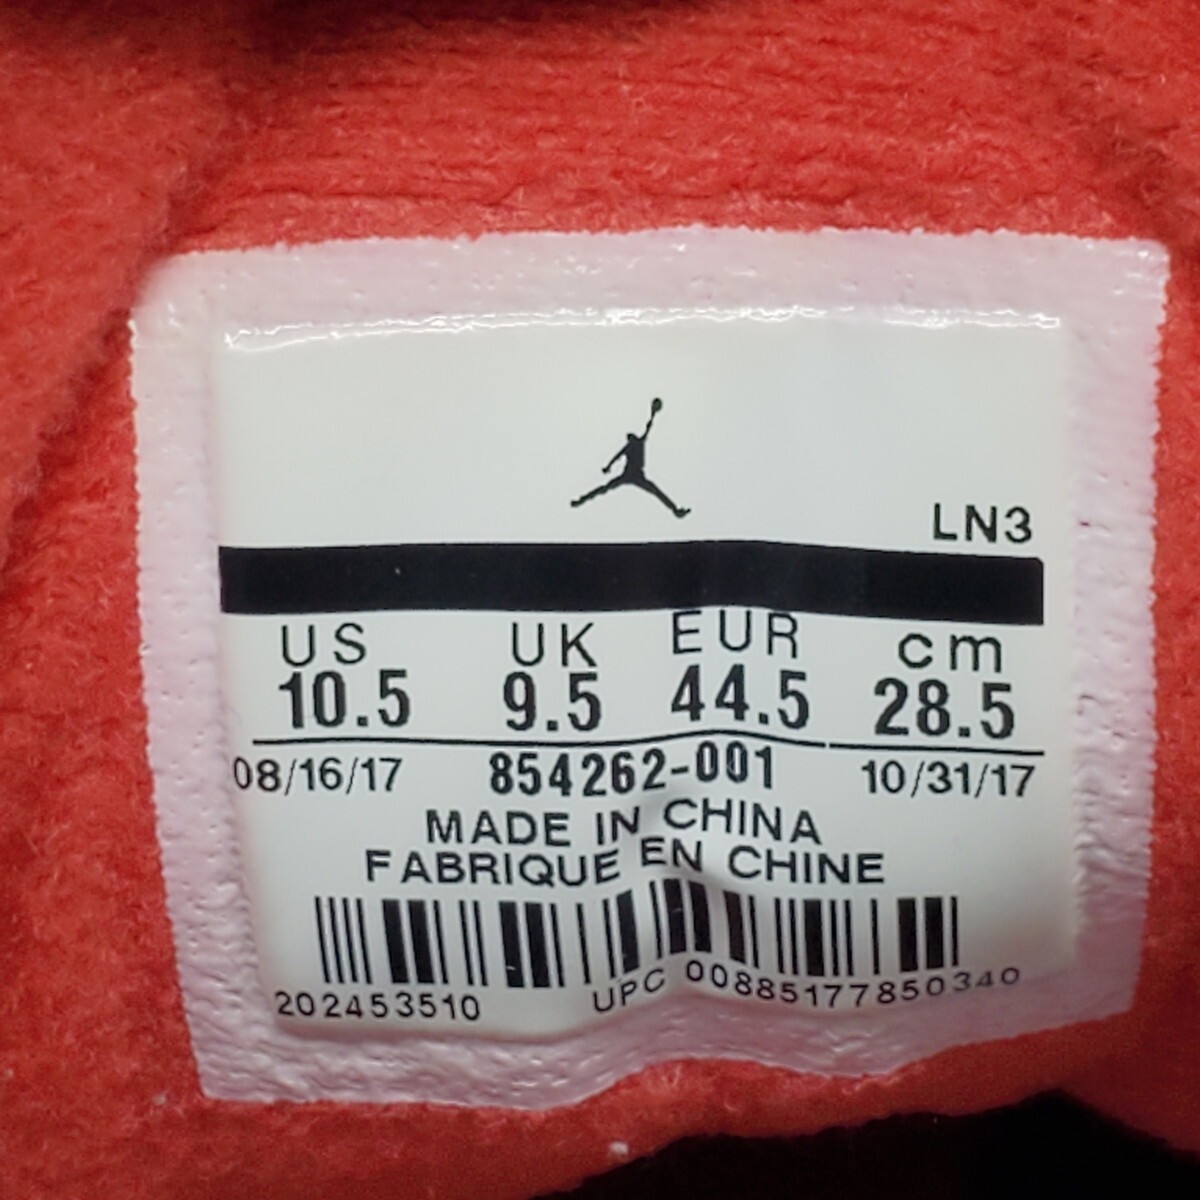 LN3
US UK EUR cm
10.5 9.5 44.5 28.5
08/16/17 854262-001 10/31/17
MADE IN CHINA
FABRIQUE EN CHINE
202453510 UPC 00885177850340